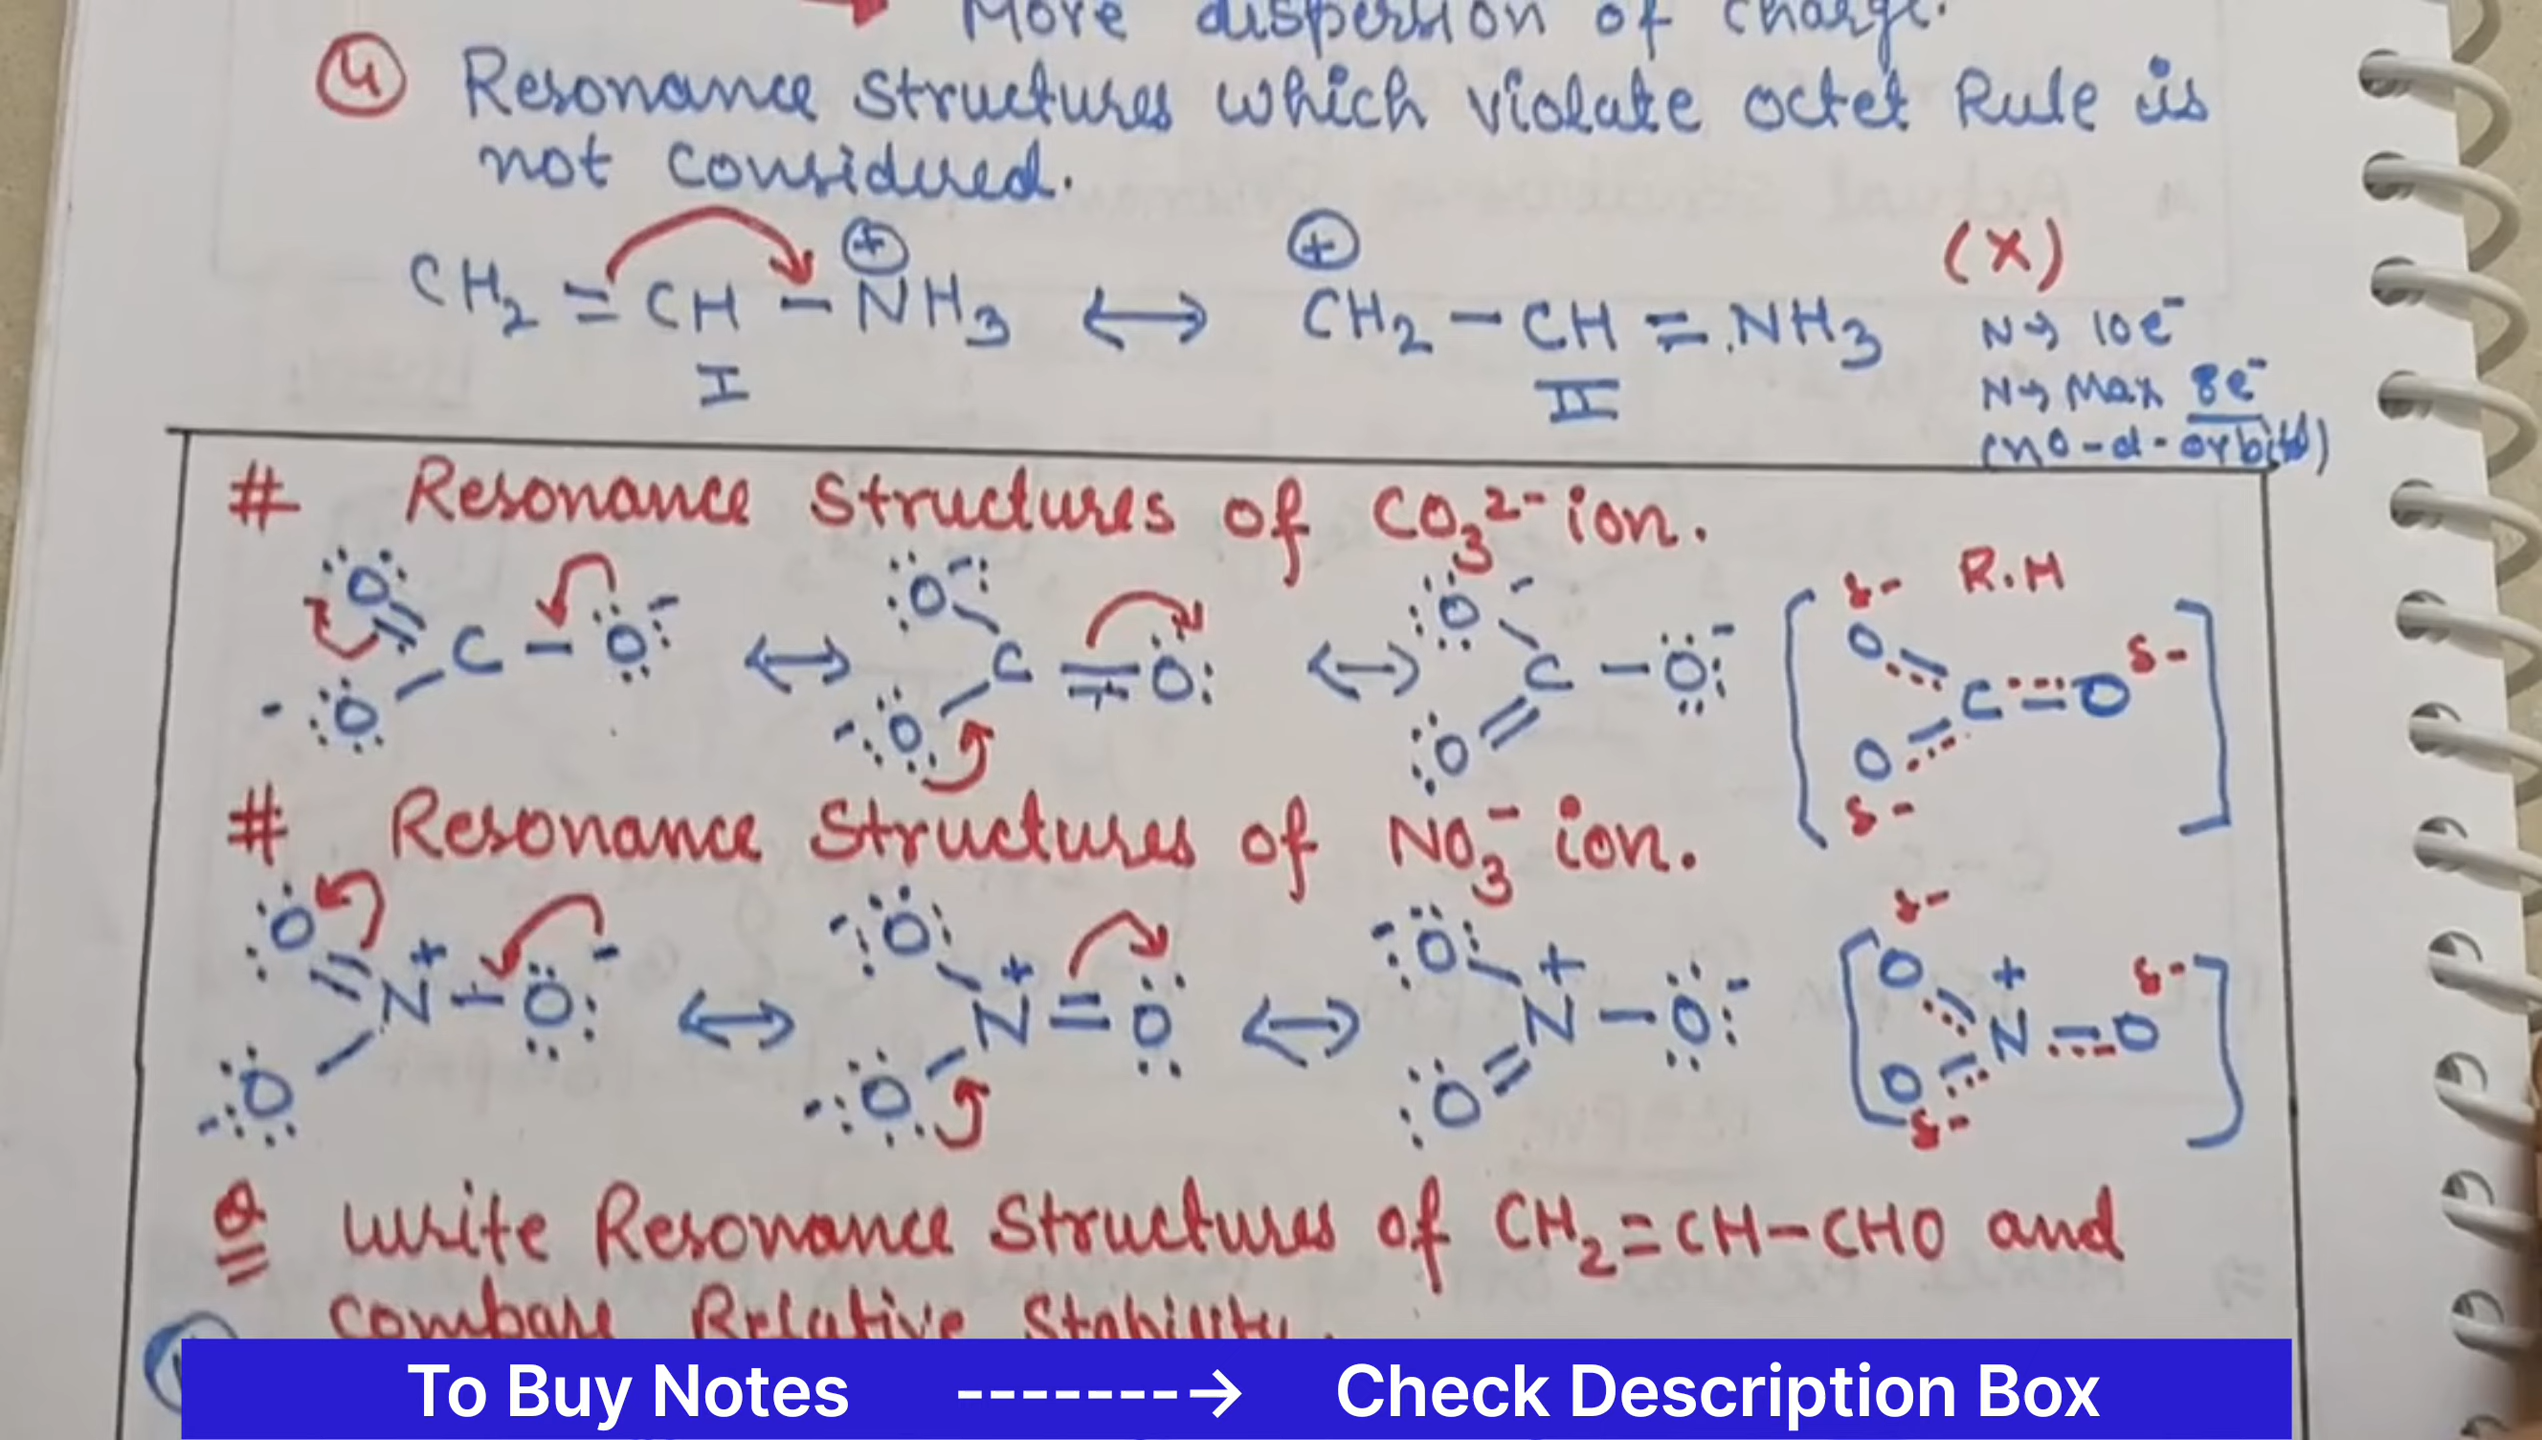 More dispersion of charge.
④ Resonance structures which violate octet Rule is
not considered.
CH₂ = CH – N⊕H₃ ↔ ⊕CH₂ – CH = NH₃ (X)
I II
N → 10e⁻
N → Max 8e⁻
(no-d-orbital)
# Resonance Structures of CO₃²⁻ ion.
O C O⁻ ↔ O⁻ C O ↔ O⁻ C O⁻ R.H
⁻O ⁻O O
δ⁻ O C O δ⁻
O δ⁻
# Resonance Structures of NO₃⁻ ion.
O N⁺ O⁻ ↔ ⁻O N⁺ O ↔ ⁻O N⁺ O⁻
⁻O ⁻O O
δ⁻ O N⁺ O δ⁻
O δ⁻
Q write Resonance Structures of CH₂=CH–CHO and
compare Relative Stability.
To Buy Notes -------→ Check Description Box